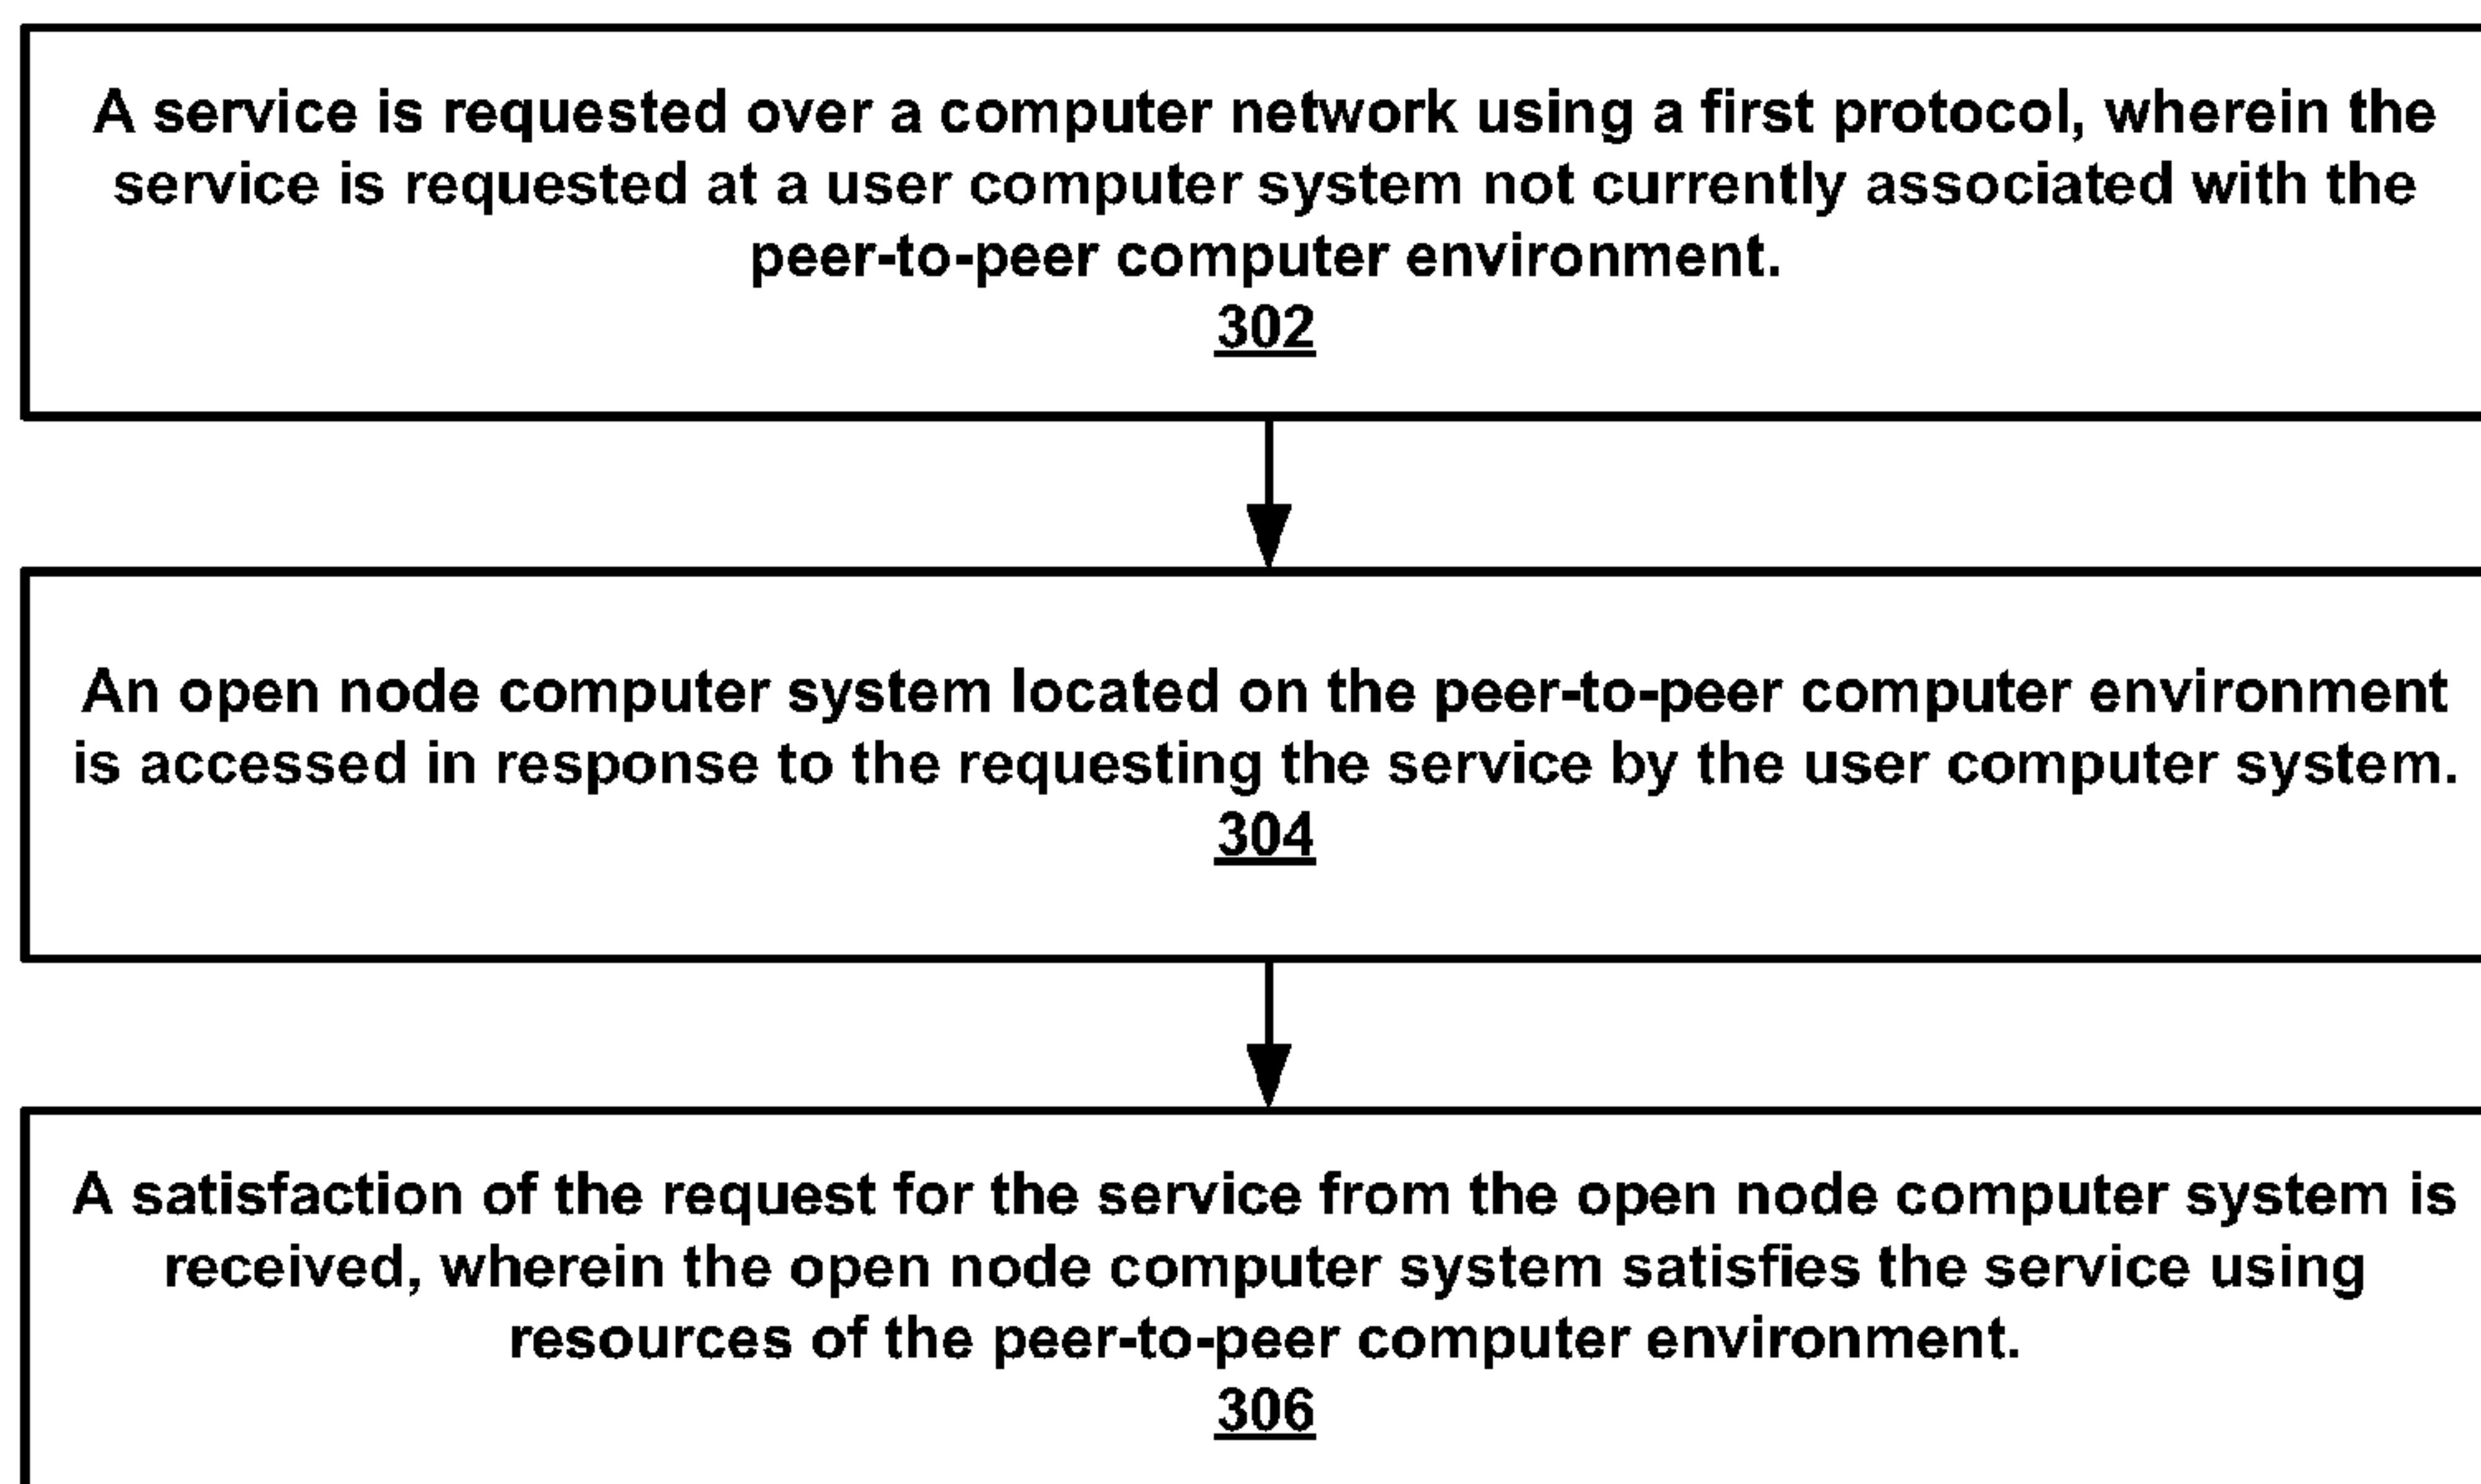 A service is requested over a computer network using a first protocol, wherein the
service is requested at a user computer system not currently associated with the
peer-to-peer computer environment.
302
An open node computer system located on the peer-to-peer computer environment
is accessed in response to the requesting the service by the user computer system.
304
A satisfaction of the request for the service from the open node computer system is
received, wherein the open node computer system satisfies the service using
resources of the peer-to-peer computer environment.
306